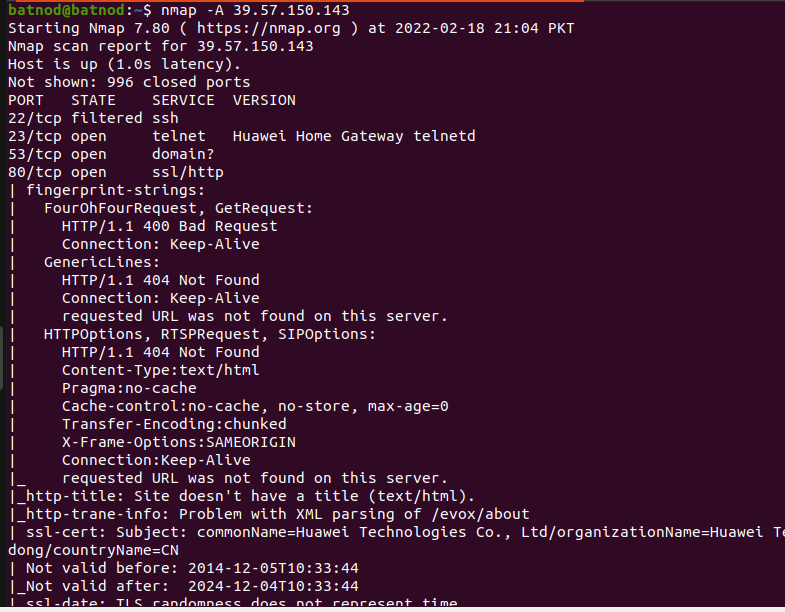 batnod@batnod:~$ nmap -A 39.57.150.143
Starting Nmap 7.80 ( https://nmap.org ) at 2022-02-18 21:04 PKT
Nmap scan report for 39.57.150.143
Host is up (1.0s latency).
Not shown: 996 closed ports
PORT   STATE    SERVICE  VERSION
22/tcp filtered ssh
23/tcp open     telnet   Huawei Home Gateway telnetd
53/tcp open     domain?
80/tcp open     ssl/http
| fingerprint-strings:
|   FourOhFourRequest, GetRequest:
|     HTTP/1.1 400 Bad Request
|     Connection: Keep-Alive
|   GenericLines:
|     HTTP/1.1 404 Not Found
|     Connection: Keep-Alive
|     requested URL was not found on this server.
|   HTTPOptions, RTSPRequest, SIPOptions:
|     HTTP/1.1 404 Not Found
|     Content-Type:text/html
|     Pragma:no-cache
|     Cache-control:no-cache, no-store, max-age=0
|     Transfer-Encoding:chunked
|     X-Frame-Options:SAMEORIGIN
|     Connection:Keep-Alive
|_    requested URL was not found on this server.
|_http-title: Site doesn't have a title (text/html).
|_http-trane-info: Problem with XML parsing of /evox/about
| ssl-cert: Subject: commonName=Huawei Technologies Co., Ltd/organizationName=Huawei Te
dong/countryName=CN
| Not valid before: 2014-12-05T10:33:44
|_Not valid after:  2024-12-04T10:33:44
| ssl-date: TLS randomness does not represent time